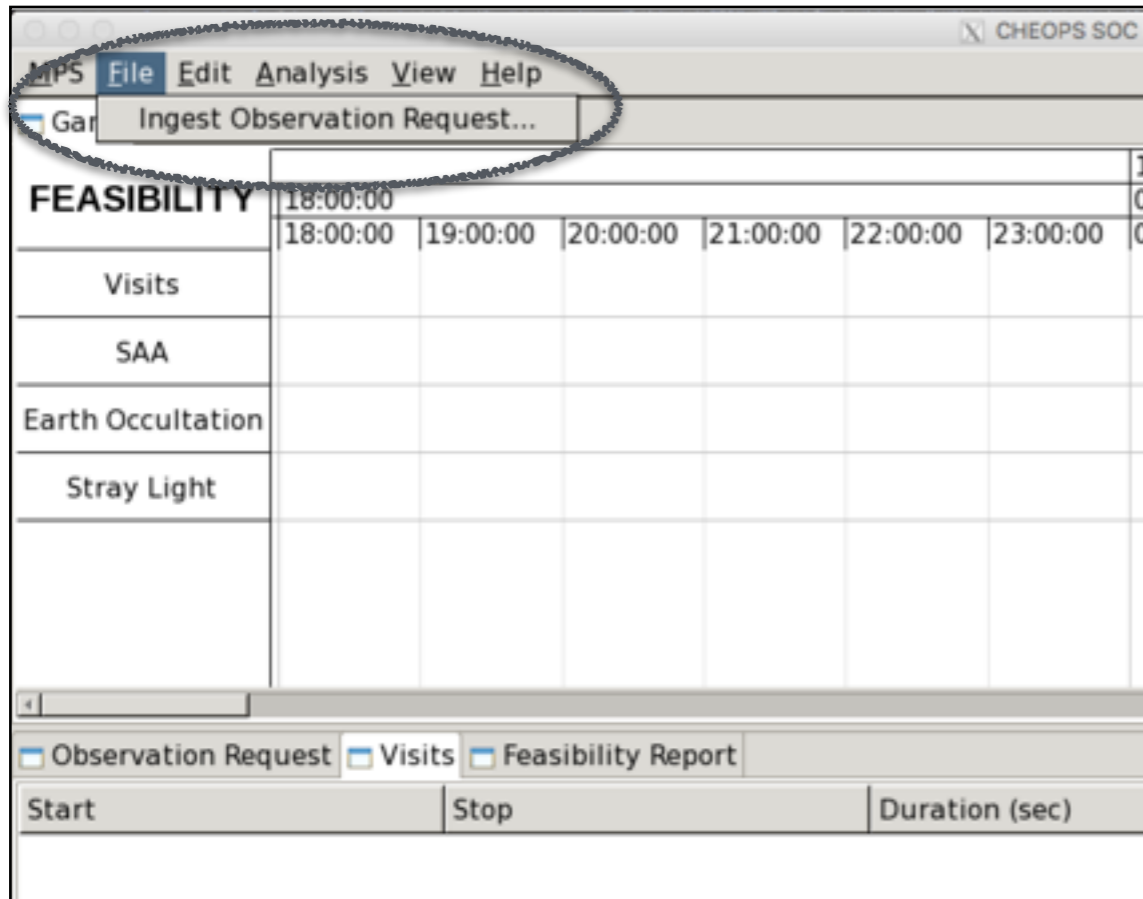 CHEOPS SOC
MPS File Edit Analysis View Help
Ingest Observation Request...
FEASIBILITY
18:00:00
18:00:00 19:00:00 20:00:00 21:00:00 22:00:00 23:00:00
Visits
SAA
Earth Occultation
Stray Light
Observation Request Visits Feasibility Report
Start Stop Duration (sec)